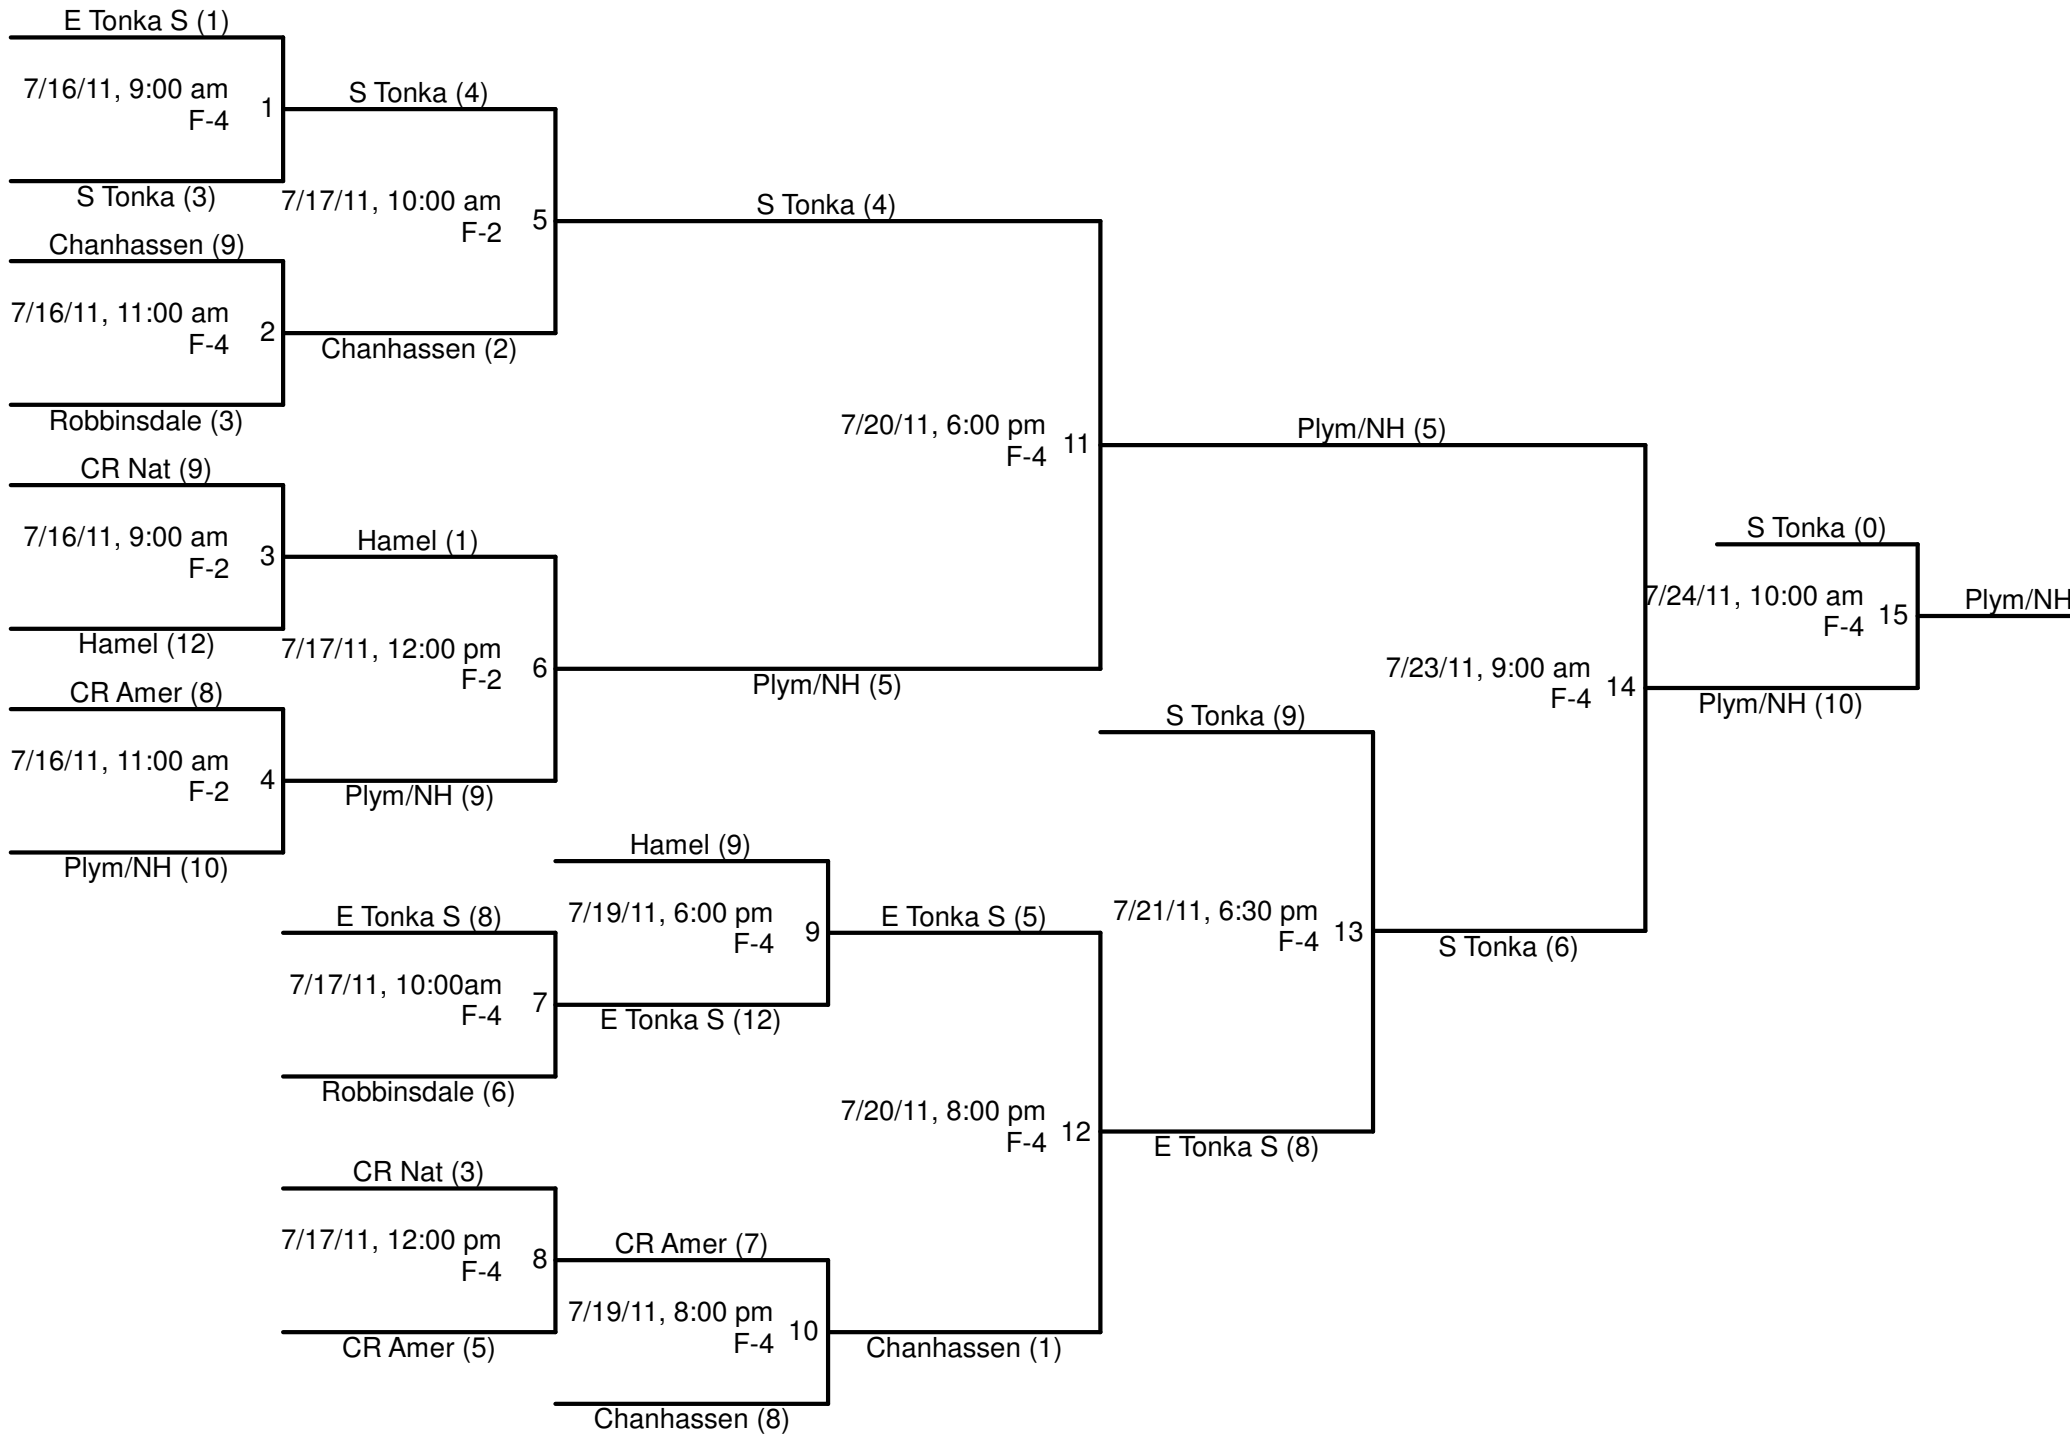 E Tonka S (1)
7/16/11, 9:00 am
F-4
1
S Tonka (3)
S Tonka (4)
7/17/11, 10:00 am
F-2
5
Chanhassen (9)
7/16/11, 11:00 am
F-4
2
Chanhassen (2)
Robbinsdale (3)
S Tonka (4)
CR Nat (9)
7/16/11, 9:00 am
F-2
3
Hamel (12)
Hamel (1)
7/17/11, 12:00 pm
F-2
6
CR Amer (8)
7/16/11, 11:00 am
F-2
4
Plym/NH (9)
Plym/NH (10)
7/20/11, 6:00 pm
F-4
11
Plym/NH (5)
Plym/NH (5)
S Tonka (0)
7/24/11, 10:00 am
F-4
15
Plym/NH
7/23/11, 9:00 am
F-4
14
Plym/NH (10)
S Tonka (9)
7/21/11, 6:30 pm
F-4
13
S Tonka (6)
Hamel (9)
7/19/11, 6:00 pm
F-4
9
E Tonka S (5)
E Tonka S (8)
7/17/11, 10:00am
F-4
7
E Tonka S (12)
Robbinsdale (6)
7/20/11, 8:00 pm
F-4
12
E Tonka S (8)
CR Nat (3)
7/17/11, 12:00 pm
F-4
8
CR Amer (5)
CR Amer (7)
7/19/11, 8:00 pm
F-4
10
Chanhassen (1)
Chanhassen (8)